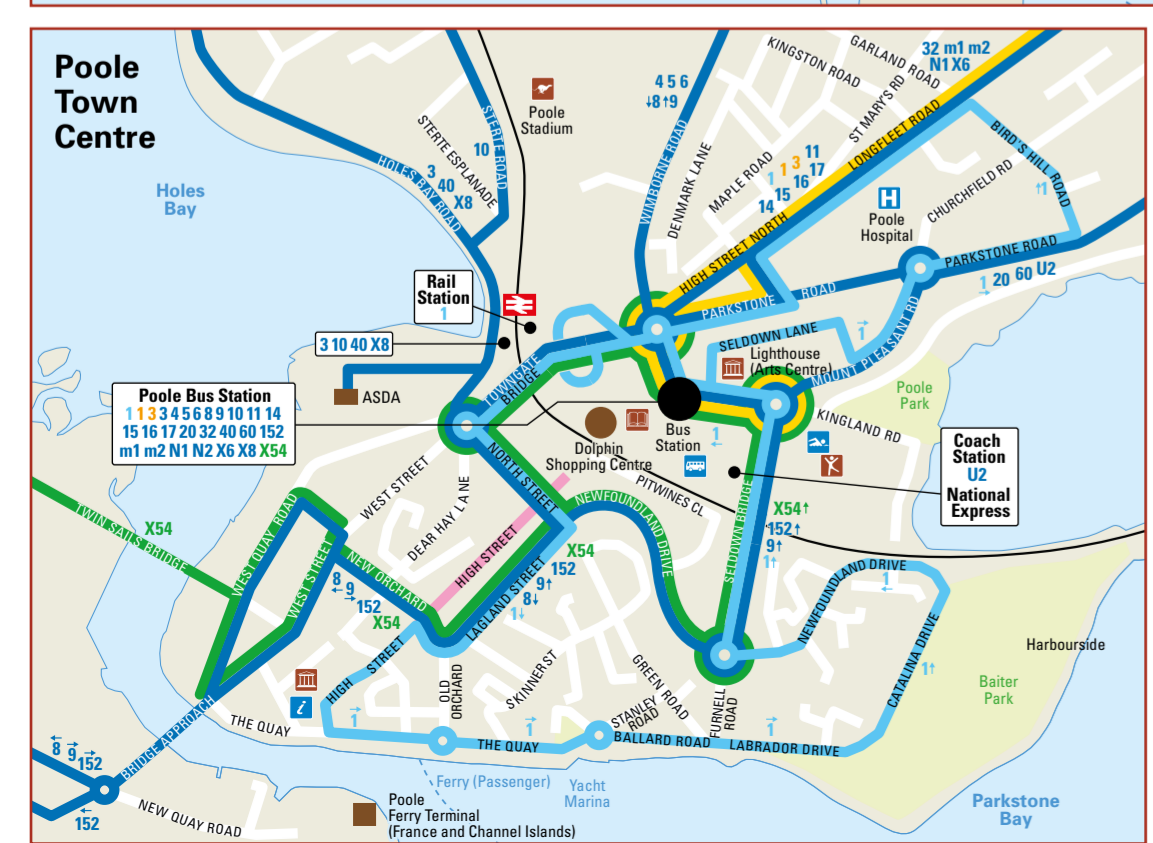 Poole
Town
Centre
Holes
Bay
HOLES BAY ROAD
3
40
X8
STERTE ESPLANADE
10
STERTE ROAD
Poole
Stadium
4 5 6
↓8↑9
WIMBORNE ROAD
DENMARK LANE
MAPLE ROAD
1 1 3 11
14 15 16 17
KINGSTON ROAD
GARLAND ROAD
ST MARY'S RD
32 m1 m2
N1 X6
LONGFLEET ROAD
HIGH STREET NORTH
BIRD'S HILL ROAD
↑1
CHURCHFIELD RD
H
Poole
Hospital
PARKSTONE ROAD
→
1 20 60 U2
PARKSTONE ROAD
Rail
Station
1
3 10 40 X8
ASDA
TOWNGATE
BRIDGE
SELDOWN LANE
→
1
MOUNT PLEASANT RD
Lighthouse
(Arts Centre)
Poole
Park
KINGLAND RD
Poole Bus Station
1 1 3 3 4 5 6 8 9 10 11 14
15 16 17 20 32 40 60 152
m1 m2 N1 N2 X6 X8 X54
Dolphin
Shopping Centre
Bus
Station
1
←
Coach
Station
U2
National
Express
PITWINES CL
NORTH STREET
WEST STREET
DEAR HAY LANE
HIGH STREET
NEWFOUNDLAND DRIVE
SELDOWN BRIDGE
X54↑
152↑
9↑
1↑
X54
TWIN SAILS BRIDGE
WEST QUAY ROAD
WEST STREET
NEW ORCHARD
8
←
→
9
152
X54
LAGLAND STREET
X54
152
9↑
8↓
1↓
NEWFOUNDLAND DRIVE
1
←
CATALINA DRIVE
1↑
Harbourside
Baiter
Park
HIGH STREET
OLD
ORCHARD
SKINNER ST
GREEN ROAD
STANLEY
ROAD
FURNELL
ROAD
i
→
1
THE QUAY
THE QUAY
→
1
BALLARD ROAD
LABRADOR DRIVE
→
1
BRIDGE APPROACH
← → →
8 9 152
←
152
NEW QUAY ROAD
Poole
Ferry Terminal
(France and Channel Islands)
Ferry (Passenger)
Yacht
Marina
Parkstone
Bay